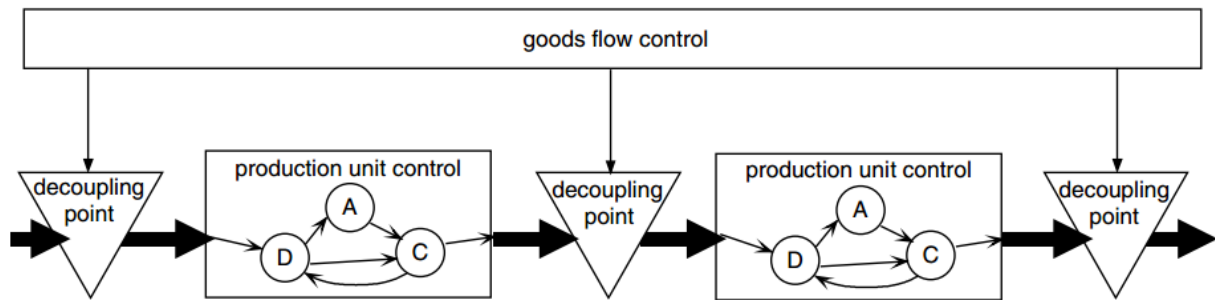 goods flow control
decoupling
point
production unit control
A
D
C
decoupling
point
production unit control
A
D
C
decoupling
point